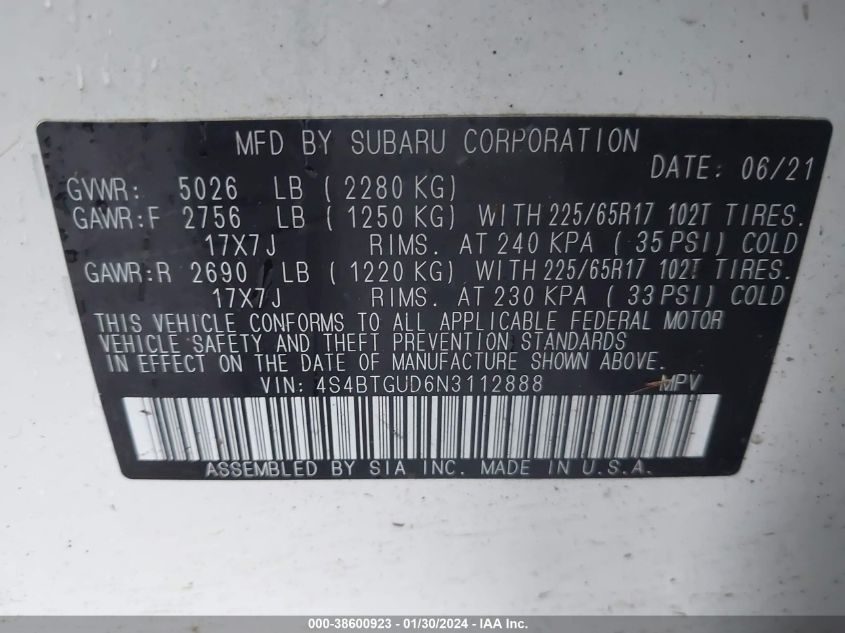 MFD BY SUBARU CORPORATION
DATE: 06/21
GVWR: 5026 LB ( 2280 KG)
GAWR:F 2756 LB ( 1250 KG) WITH 225/65R17 102T TIRES.
17X7J RIMS. AT 240 KPA ( 35 PSI) COLD
GAWR:R 2690 LB ( 1220 KG) WITH 225/65R17 102T TIRES.
17X7J RIMS. AT 230 KPA ( 33 PSI) COLD
THIS VEHICLE CONFORMS TO ALL APPLICABLE FEDERAL MOTOR
VEHICLE SAFETY AND THEFT PREVENTION STANDARDS
IN EFFECT ON THE DATE OF MANUFACTURE SHOWN ABOVE.
VIN: 4S4BTGUD6N3112888 MPV
ASSEMBLED BY SIA INC. MADE IN U.S.A.
000-38600923 - 01/30/2024 - IAA Inc.